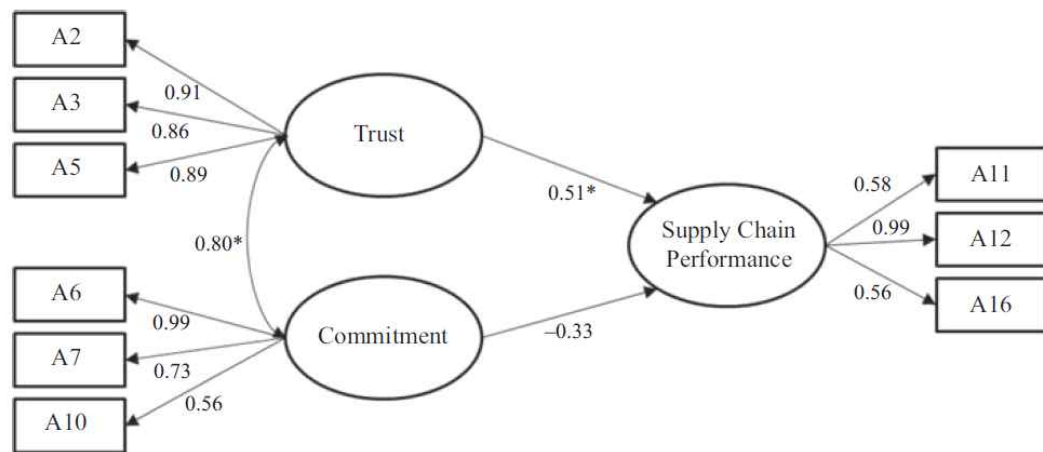 A2
0.91
A3
0.86
A5
0.89
Trust
0.80*
A6
0.99
A7
0.73
A10
0.56
Commitment
0.51*
–0.33
Supply Chain
Performance
0.58
A11
0.99
A12
0.56
A16